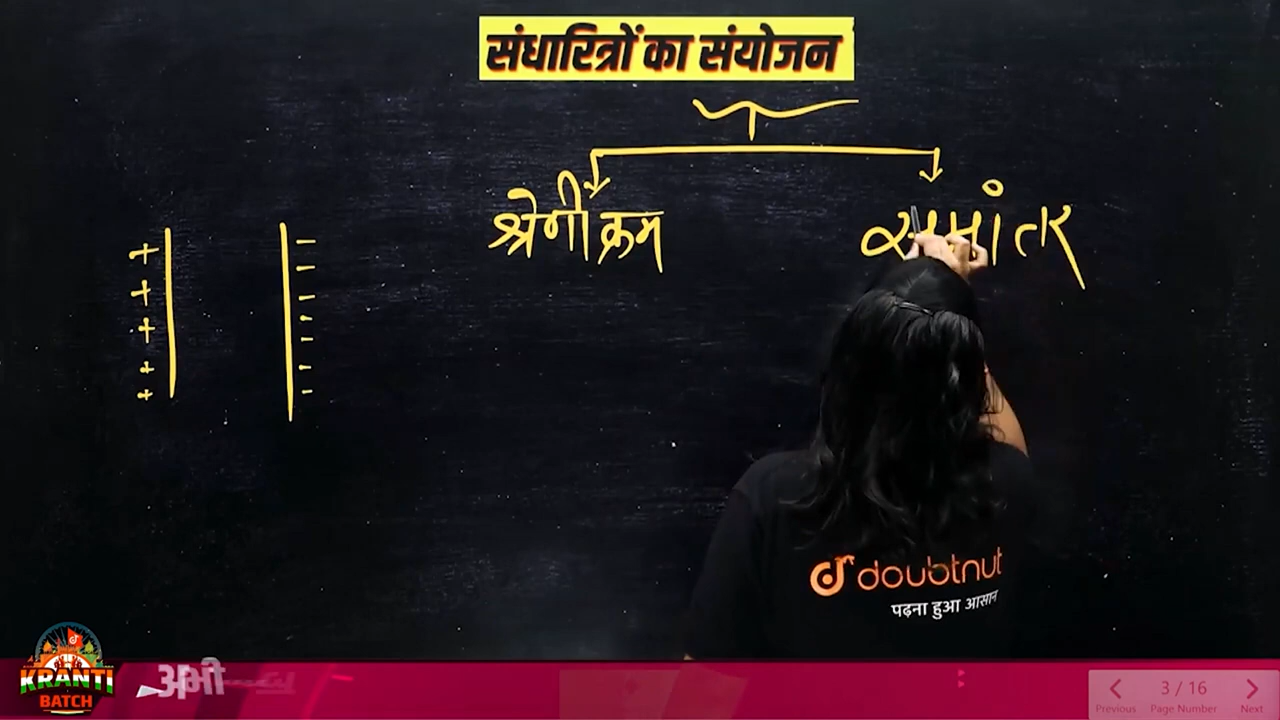 संधारित्रों का संयोजन
श्रेणीक्रम
समांतर
+ –
+ –
+ –
+ –
+ –
–
–
doubtnut
पढ़ना हुआ आसान
KRANTI
BATCH
अभी
3 / 16
Previous Page Number Next